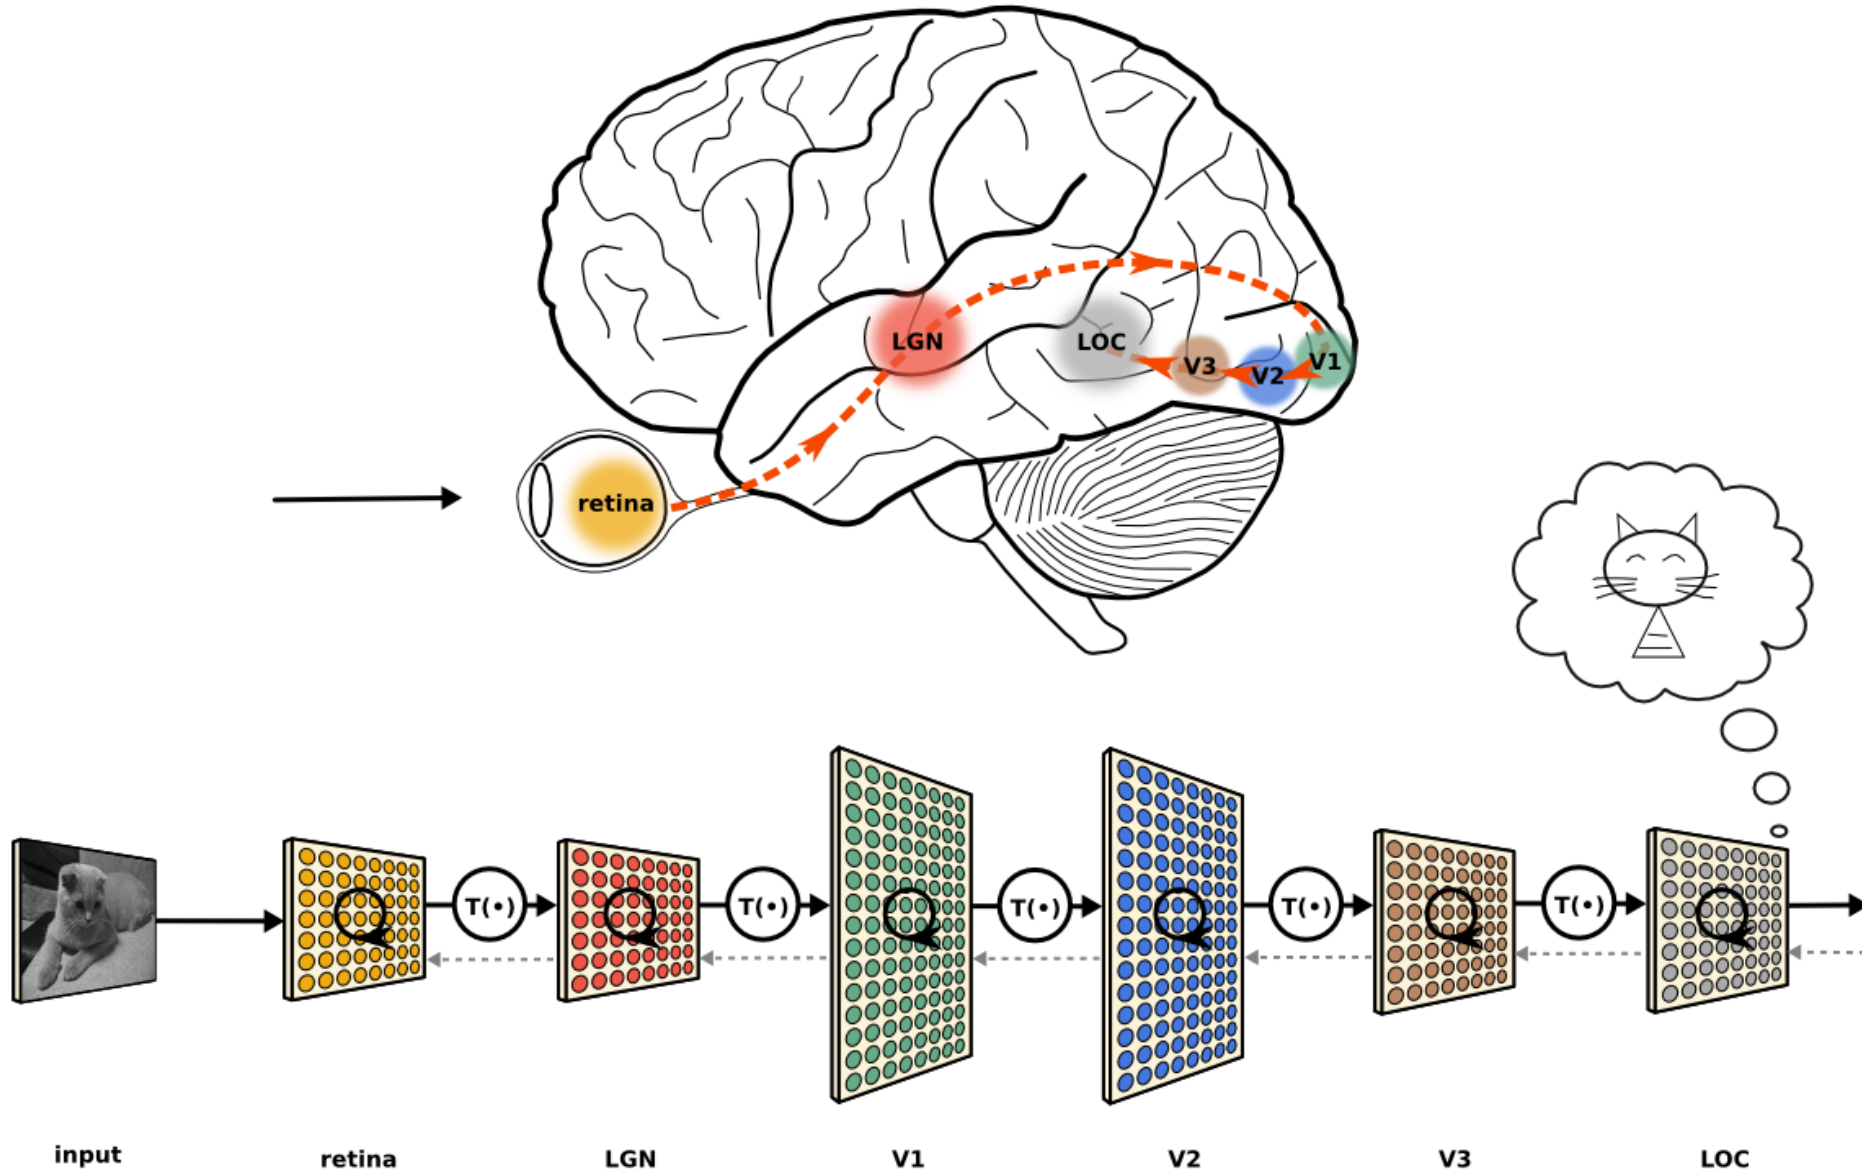 LGN
LOC
V3
V2
V1
retina
T(•)
T(•)
T(•)
T(•)
T(•)
input
retina
LGN
V1
V2
V3
LOC